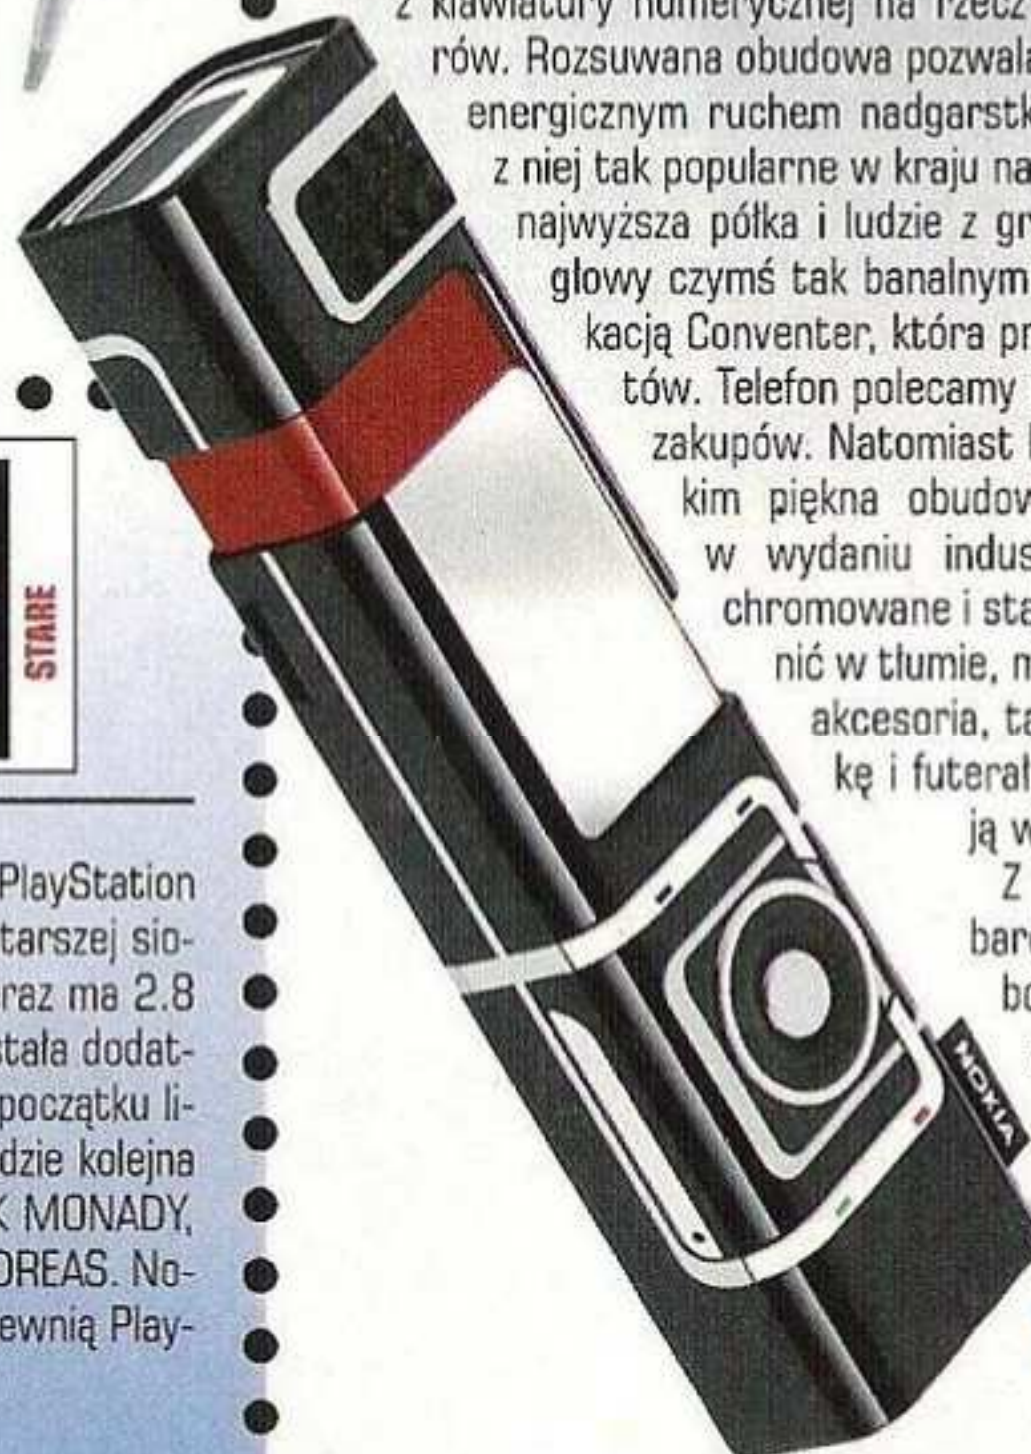 z klawiatury numerycznej na rzecz
rów. Rozsuwana obudowa pozwala
energicznym ruchem nadgarstk
z niej tak popularne w kraju na
najwyższa półka i ludzie z gr
głowy czymś tak banalnym
kacją Conventer, która pr
tów. Telefon polecamy
zakupów. Natomiast
kim piękna obudow
w wydaniu indus
chromowane i sta
nić w tłumie, m
akcesoria, ta
kę i futerał
ją w
Z
bar
bo
NOKIA
STARE
PlayStation
tarszej sio-
raz ma 2.8
stała dodat-
początku li-
dzie kolejna
K MONADY,
DREAS. No-
ewnią Play-